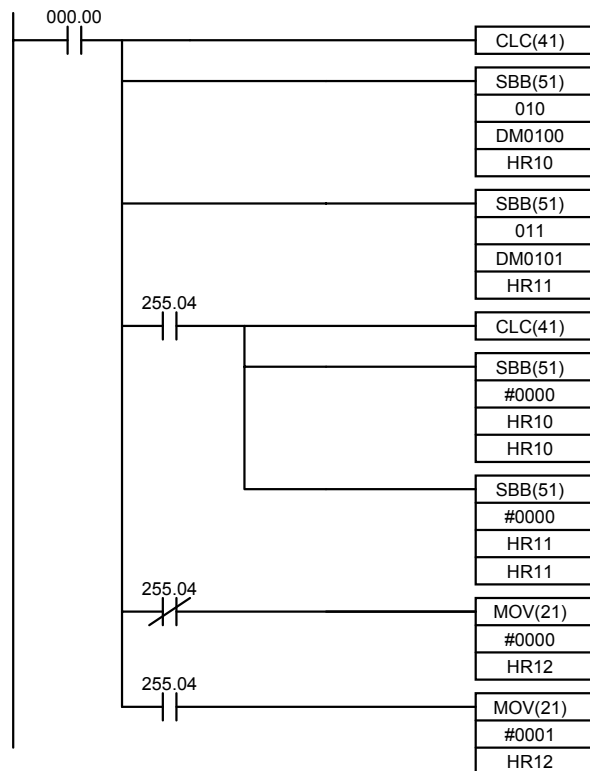 000.00
CLC(41)
SBB(51)
010
DM0100
HR10
SBB(51)
011
DM0101
HR11
255.04
CLC(41)
SBB(51)
#0000
HR10
HR10
SBB(51)
#0000
HR11
HR11
255.04
MOV(21)
#0000
HR12
255.04
MOV(21)
#0001
HR12